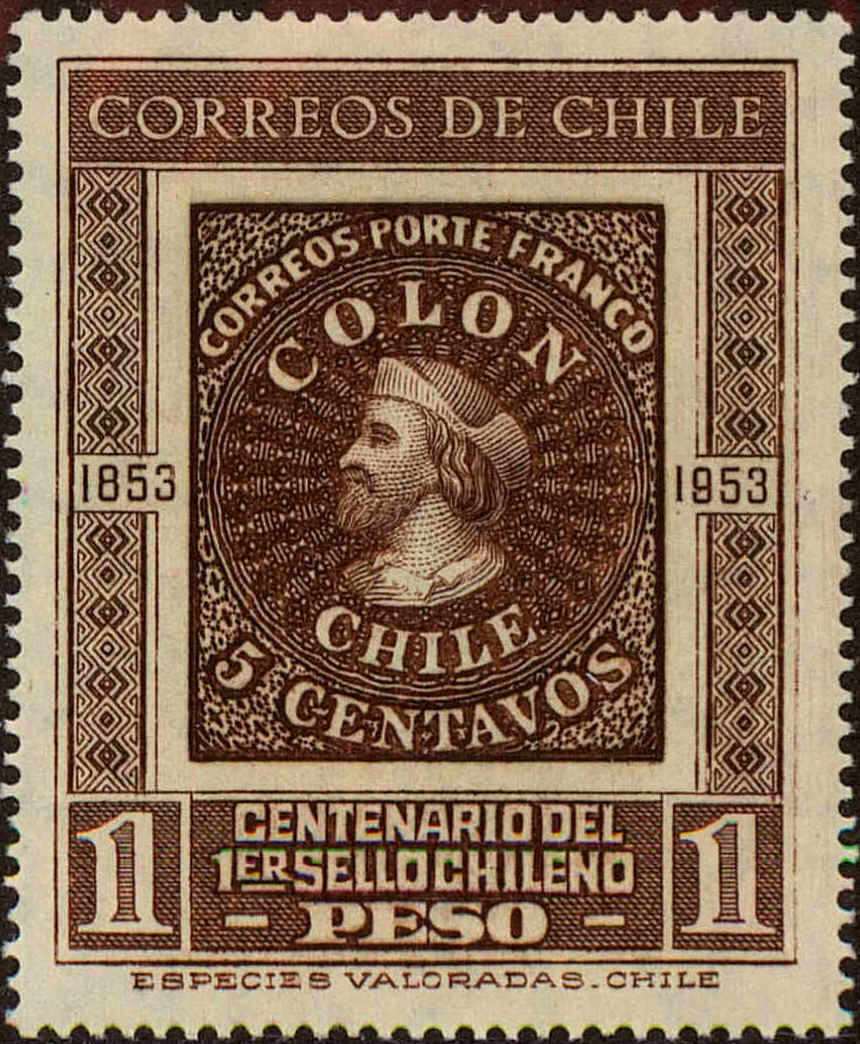 CORREOS DE CHILE
CORREOS PORTE FRANCO
COLON
1853
1953
CHILE
5 CENTAVOS
CENTENARIO DEL
1ER SELLO CHILENO
1 - PESO - 1
ESPECIES VALORADAS.CHILE